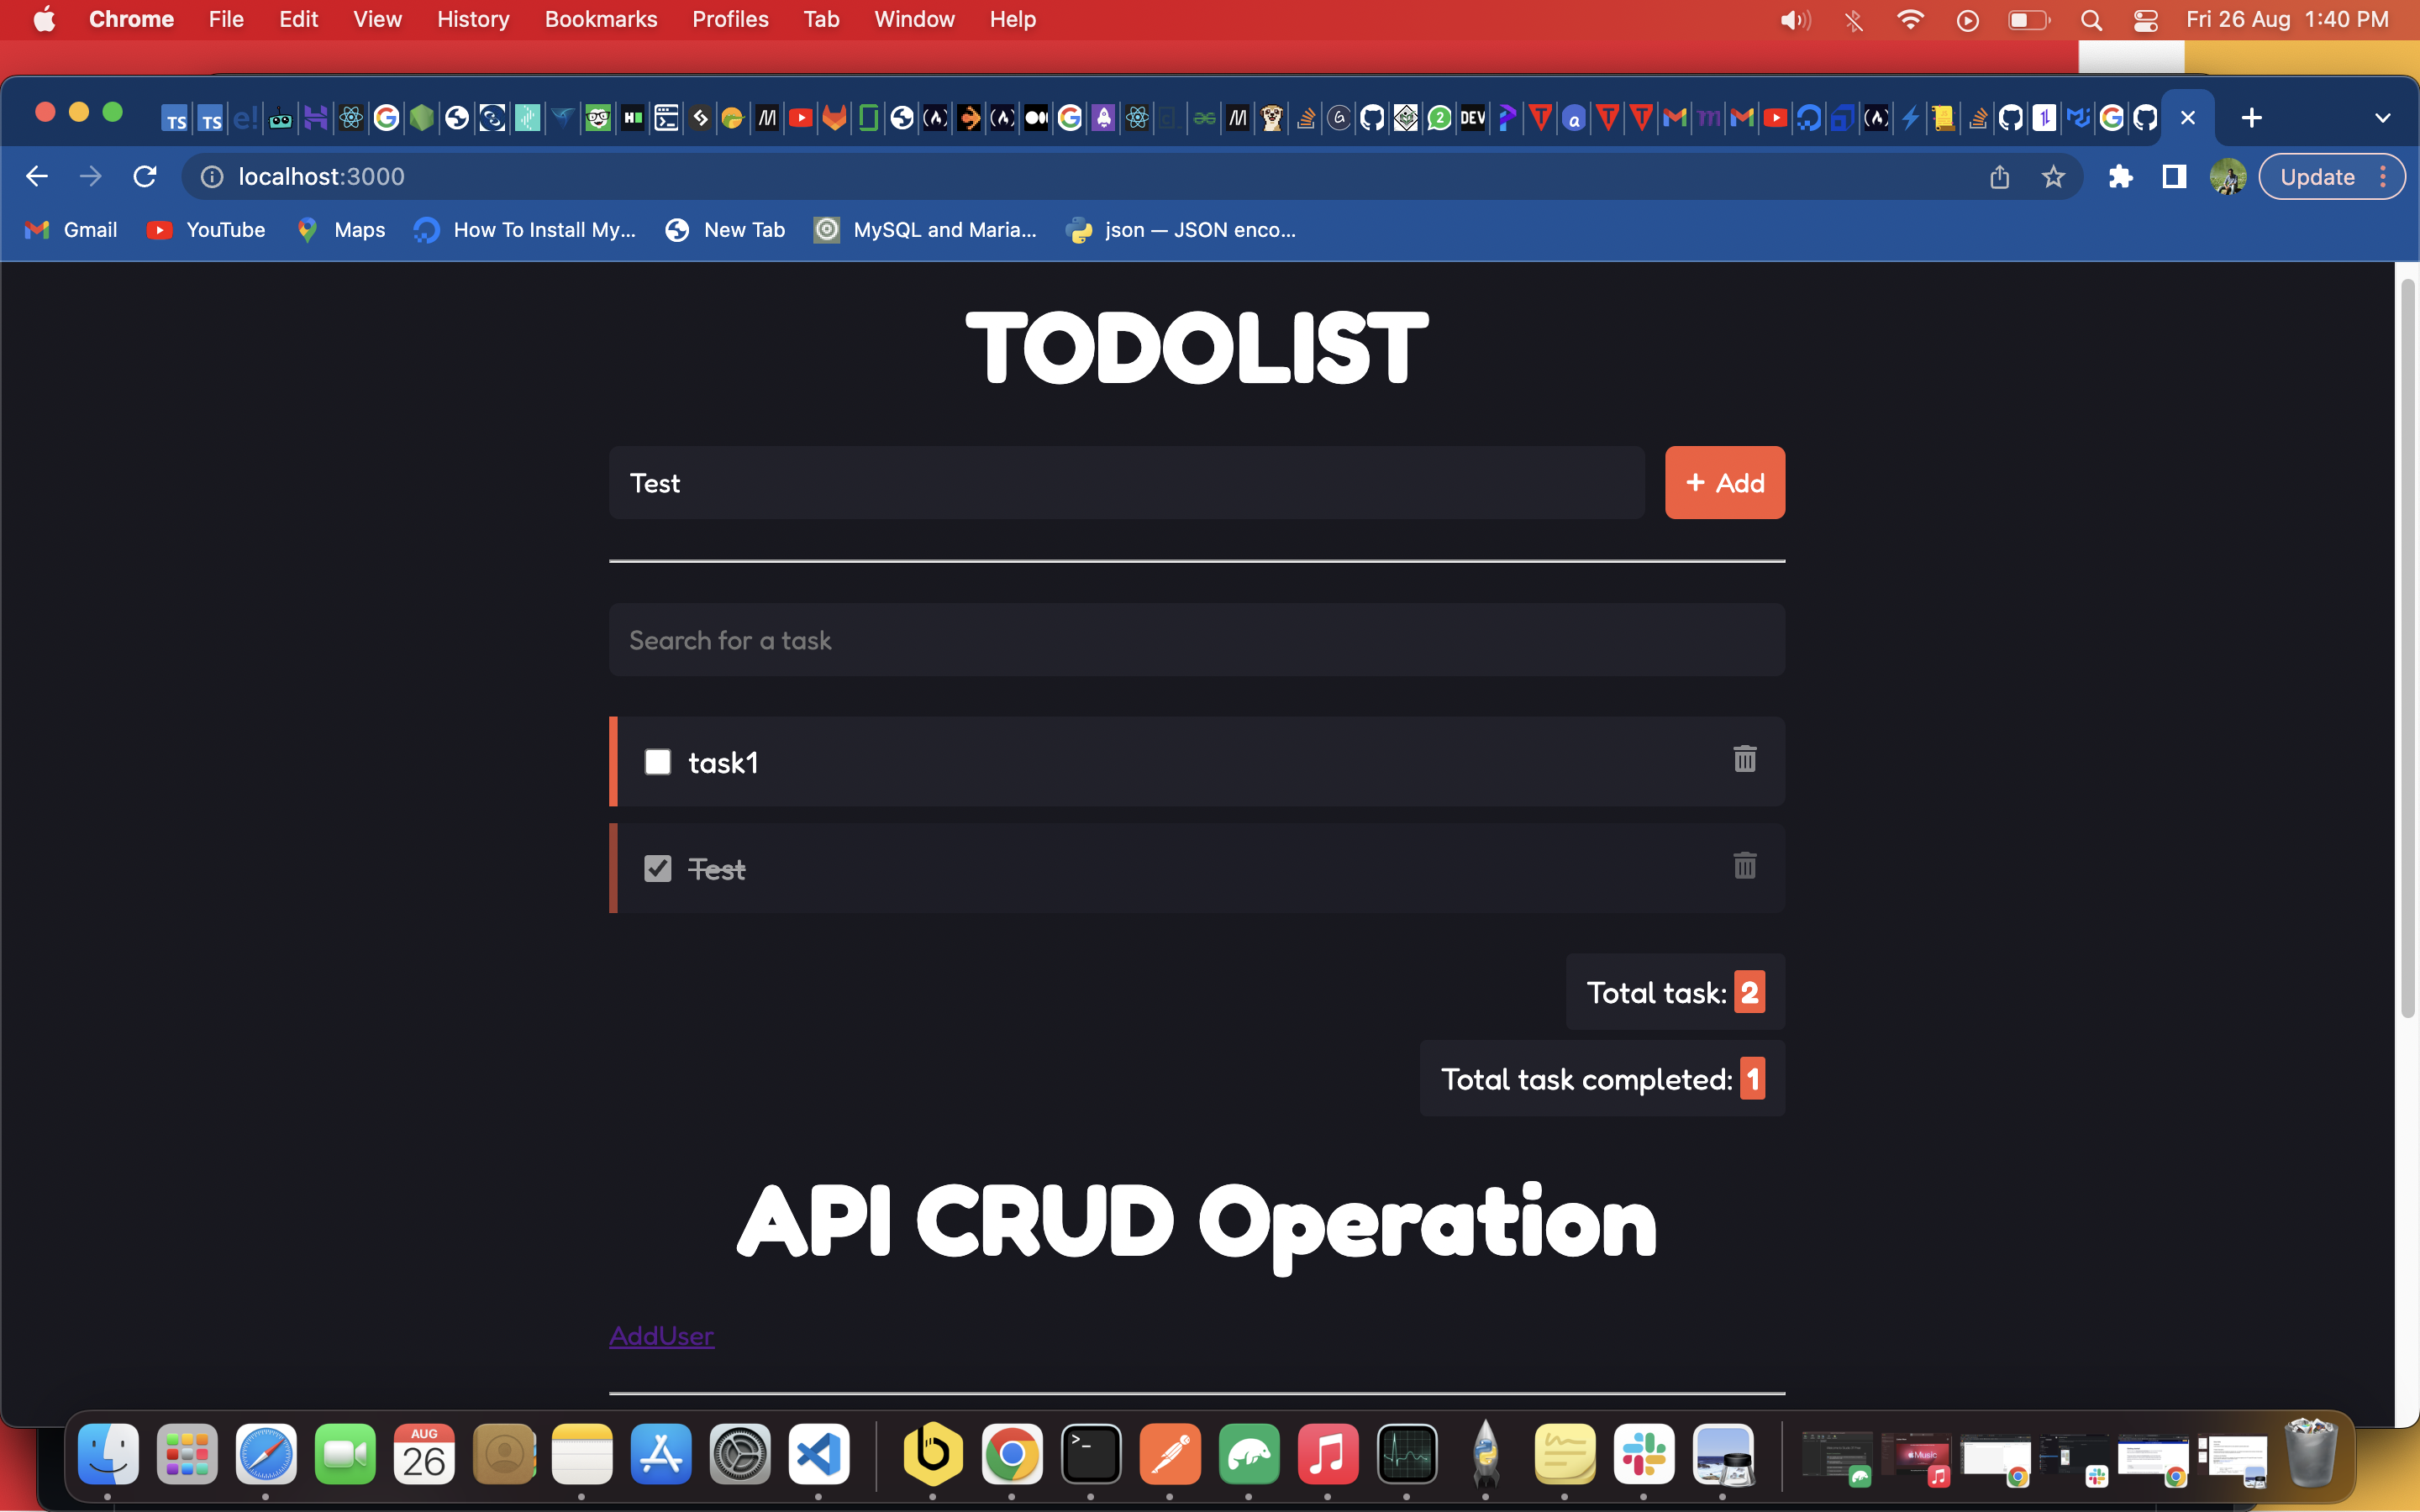 Chrome File Edit View History Bookmarks Profiles Tab Window Help Fri 26 Aug 1:40 PM
localhost:3000 Update
Gmail YouTube Maps How To Install My... New Tab MySQL and Maria... json — JSON enco...
TODOLIST
Test + Add
Search for a task
task1
Test
Total task: 2
Total task completed: 1
API CRUD Operation
AddUser
AUG
26